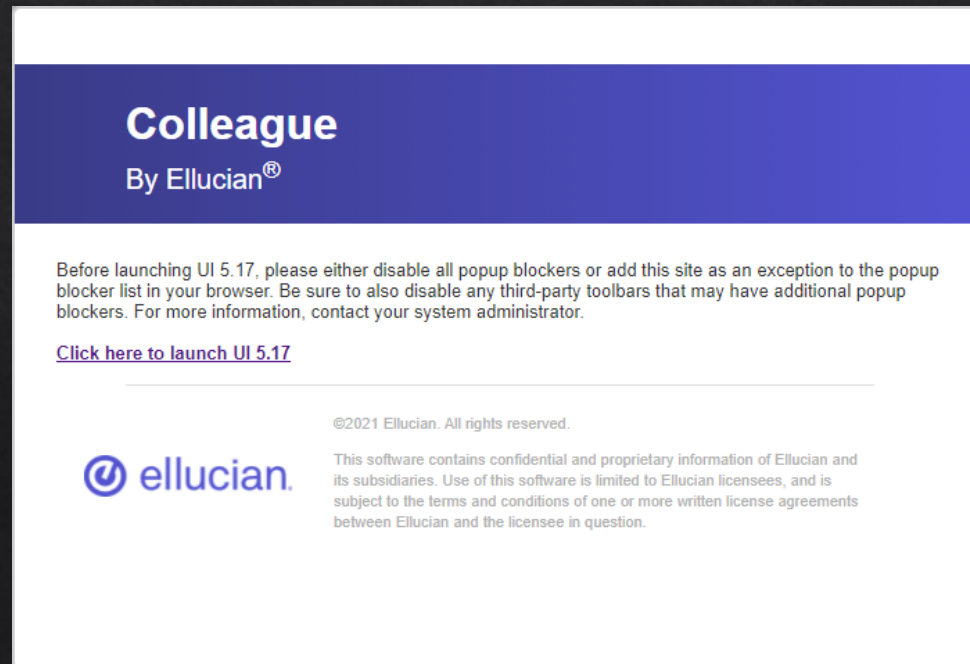 Colleague
By Ellucian®
Before launching UI 5.17, please either disable all popup blockers or add this site as an exception to the popup
blocker list in your browser. Be sure to also disable any third-party toolbars that may have additional popup
blockers. For more information, contact your system administrator.
Click here to launch UI 5.17
©2021 Ellucian. All rights reserved.
ellucian.
This software contains confidential and proprietary information of Ellucian and
its subsidiaries. Use of this software is limited to Ellucian licensees, and is
subject to the terms and conditions of one or more written license agreements
between Ellucian and the licensee in question.